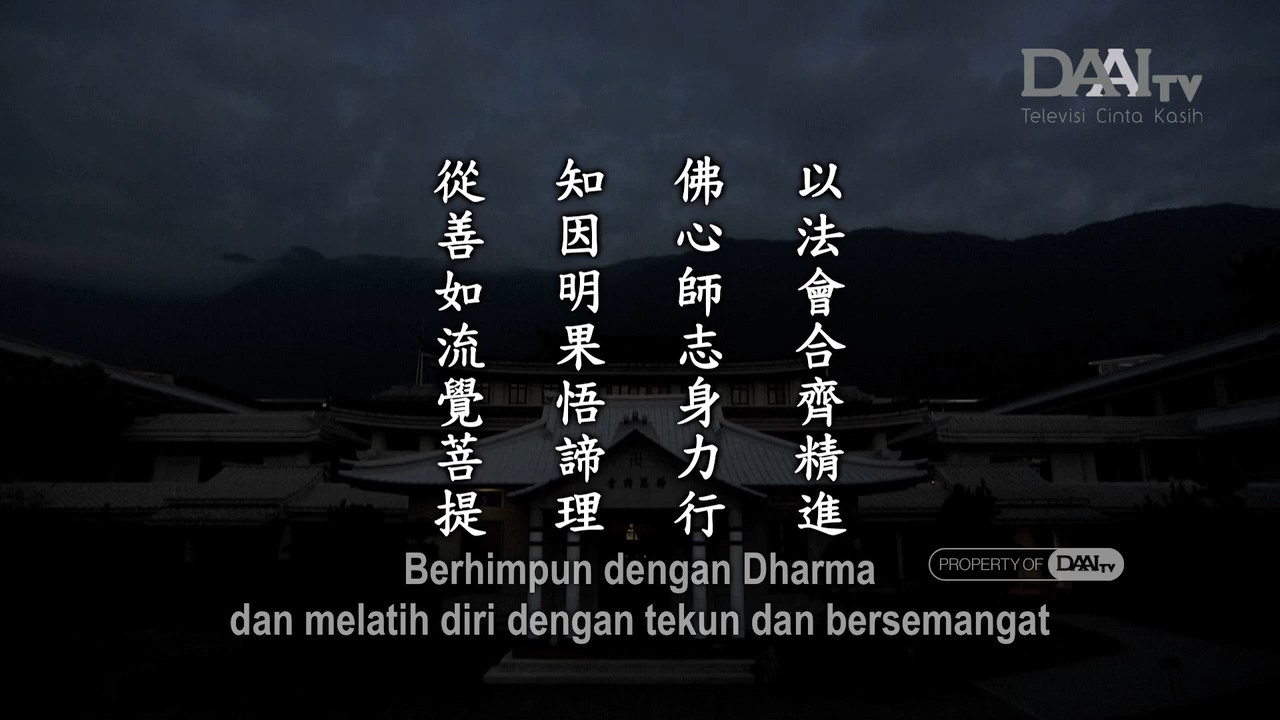 DAAI TV
Televisi Cinta Kasih
以法會合齊精進
佛心師志身力行
知因明果悟諦理
從善如流覺菩提
Berhimpun dengan Dharma
dan melatih diri dengan tekun dan bersemangat
PROPERTY OF DAAI TV